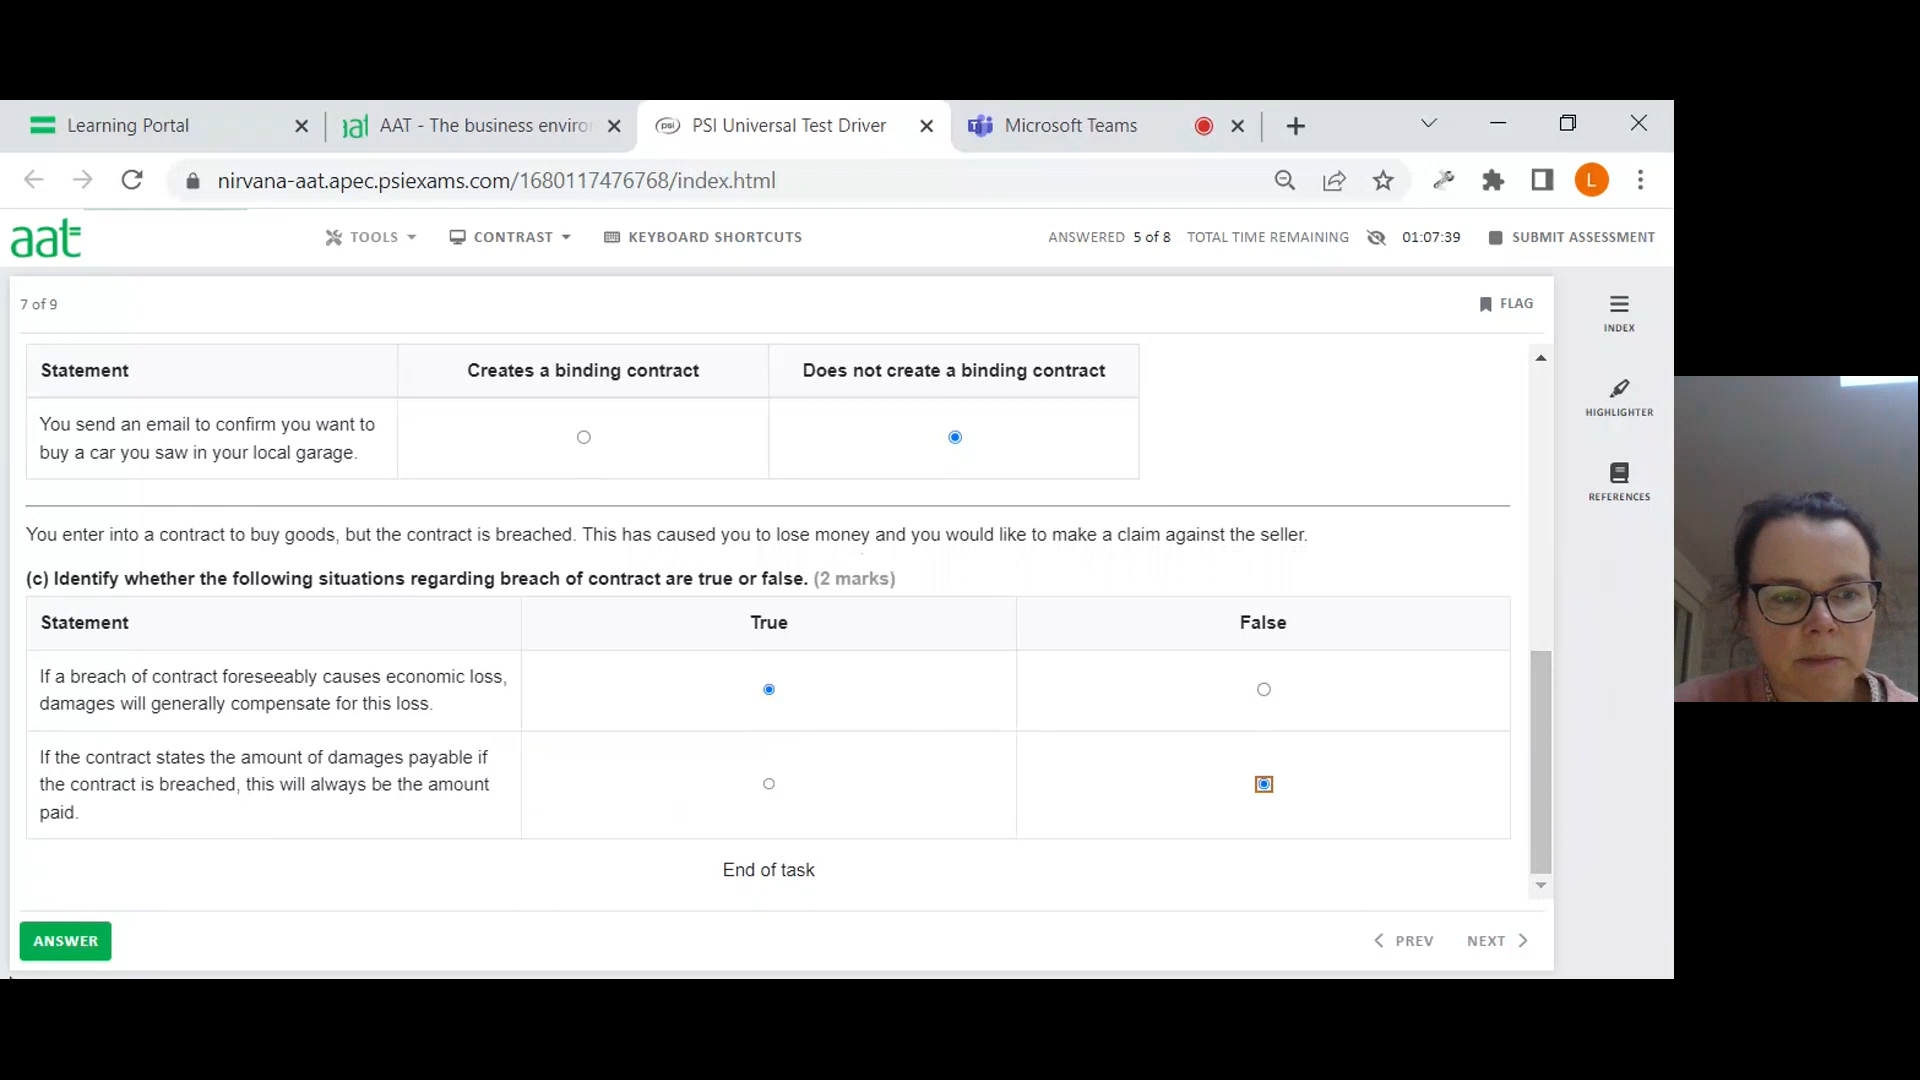 Learning Portal
AAT - The business enviro
PSI Universal Test Driver
Microsoft Teams
nirvana-aat.apec.psiexams.com/1680117476768/index.html
L
aat
TOOLS
CONTRAST
KEYBOARD SHORTCUTS
ANSWERED 5 of 8
TOTAL TIME REMAINING
01:07:39
SUBMIT ASSESSMENT
7 of 9
FLAG
INDEX
HIGHLIGHTER
REFERENCES
Statement
Creates a binding contract
Does not create a binding contract
You send an email to confirm you want to
buy a car you saw in your local garage.
You enter into a contract to buy goods, but the contract is breached. This has caused you to lose money and you would like to make a claim against the seller.
(c) Identify whether the following situations regarding breach of contract are true or false. (2 marks)
Statement
True
False
If a breach of contract foreseeably causes economic loss,
damages will generally compensate for this loss.
If the contract states the amount of damages payable if
the contract is breached, this will always be the amount
paid.
End of task
ANSWER
PREV
NEXT